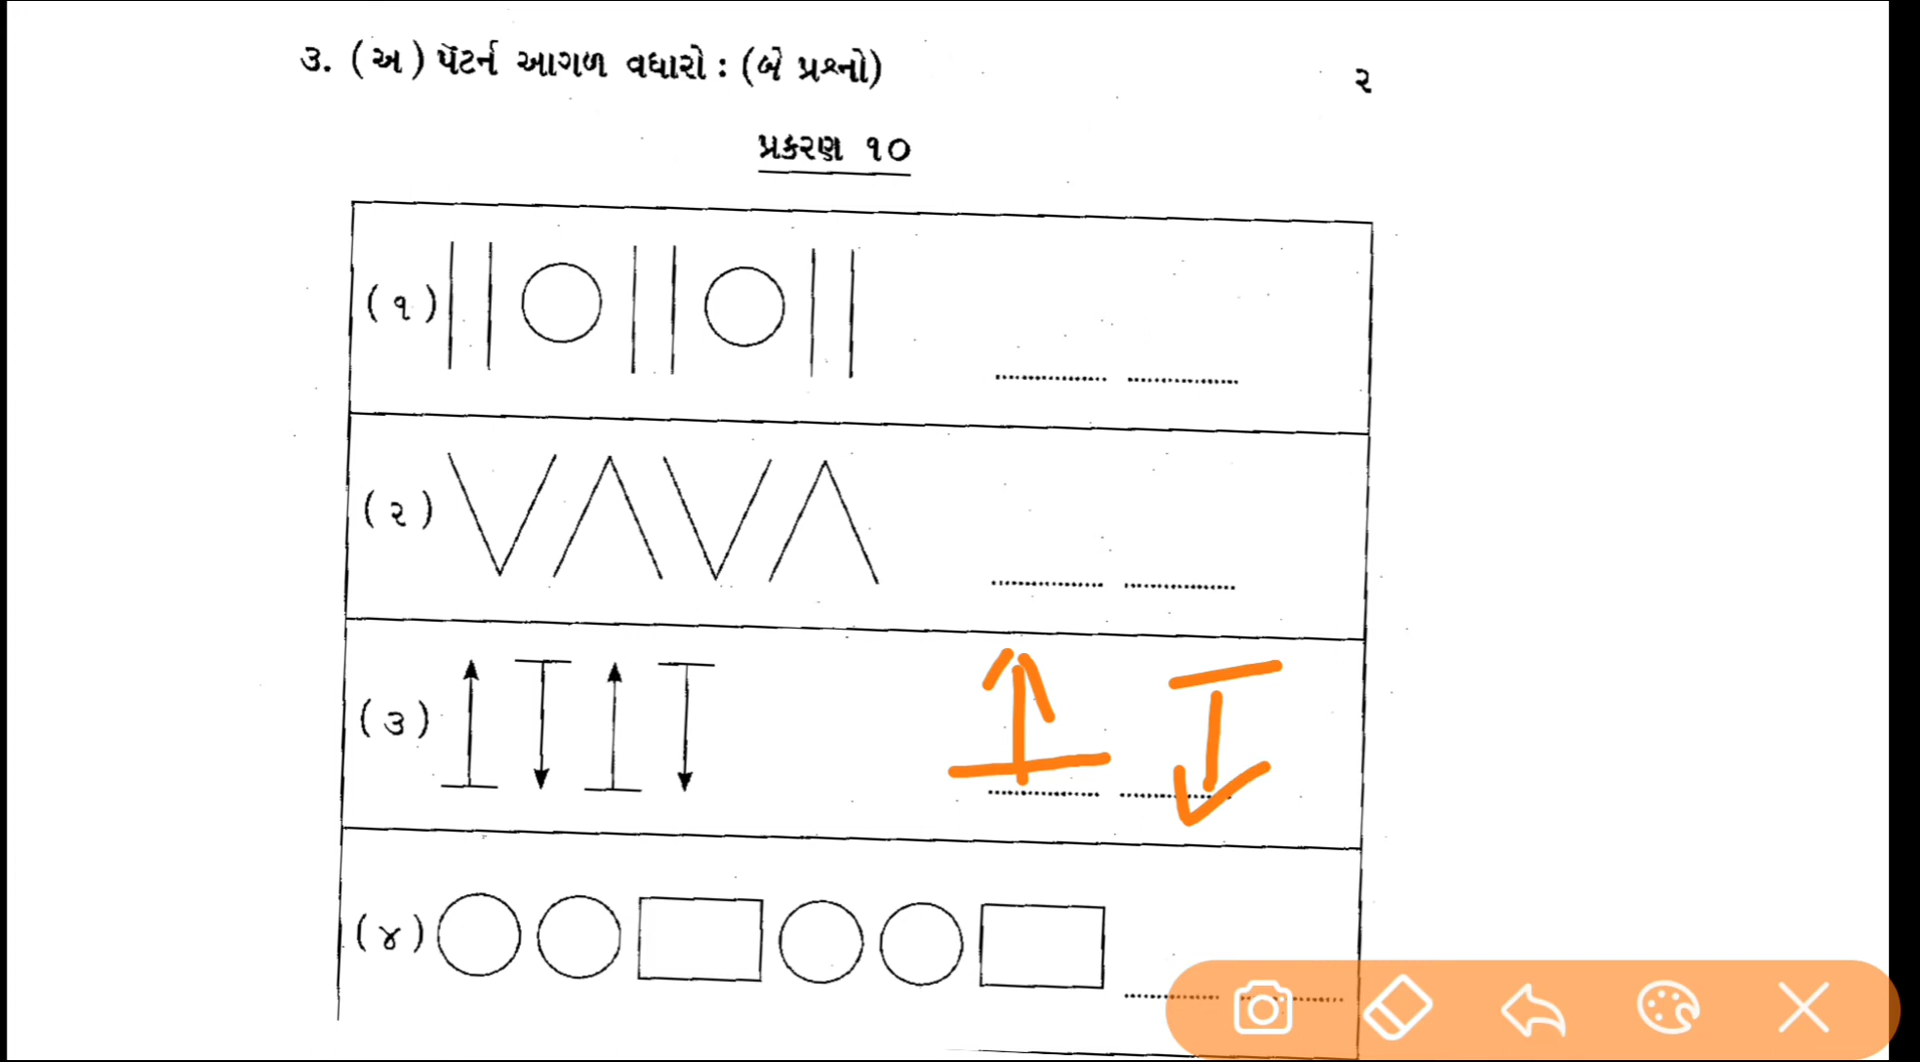 ૩. (અ) પૅટર્ન આગળ વધારો : (બે પ્રશ્નો) ૨
પ્રકરણ ૧૦
(૧)
(૨)
(૩)
(૪)